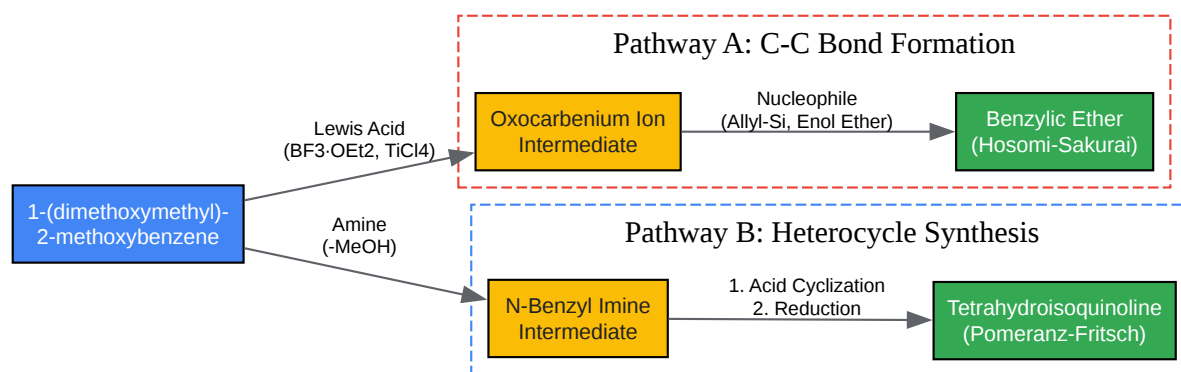 Pathway A: C-C Bond Formation
Lewis Acid
(BF3·OEt2, TiCl4)
Oxocarbenium Ion
Intermediate
Nucleophile
(Allyl-Si, Enol Ether)
Benzylic Ether
(Hosomi-Sakurai)
1-(dimethoxymethyl)-
2-methoxybenzene
Amine
(-MeOH)
Pathway B: Heterocycle Synthesis
N-Benzyl Imine
Intermediate
1. Acid Cyclization
2. Reduction
Tetrahydroisoquinoline
(Pomeranz-Fritsch)